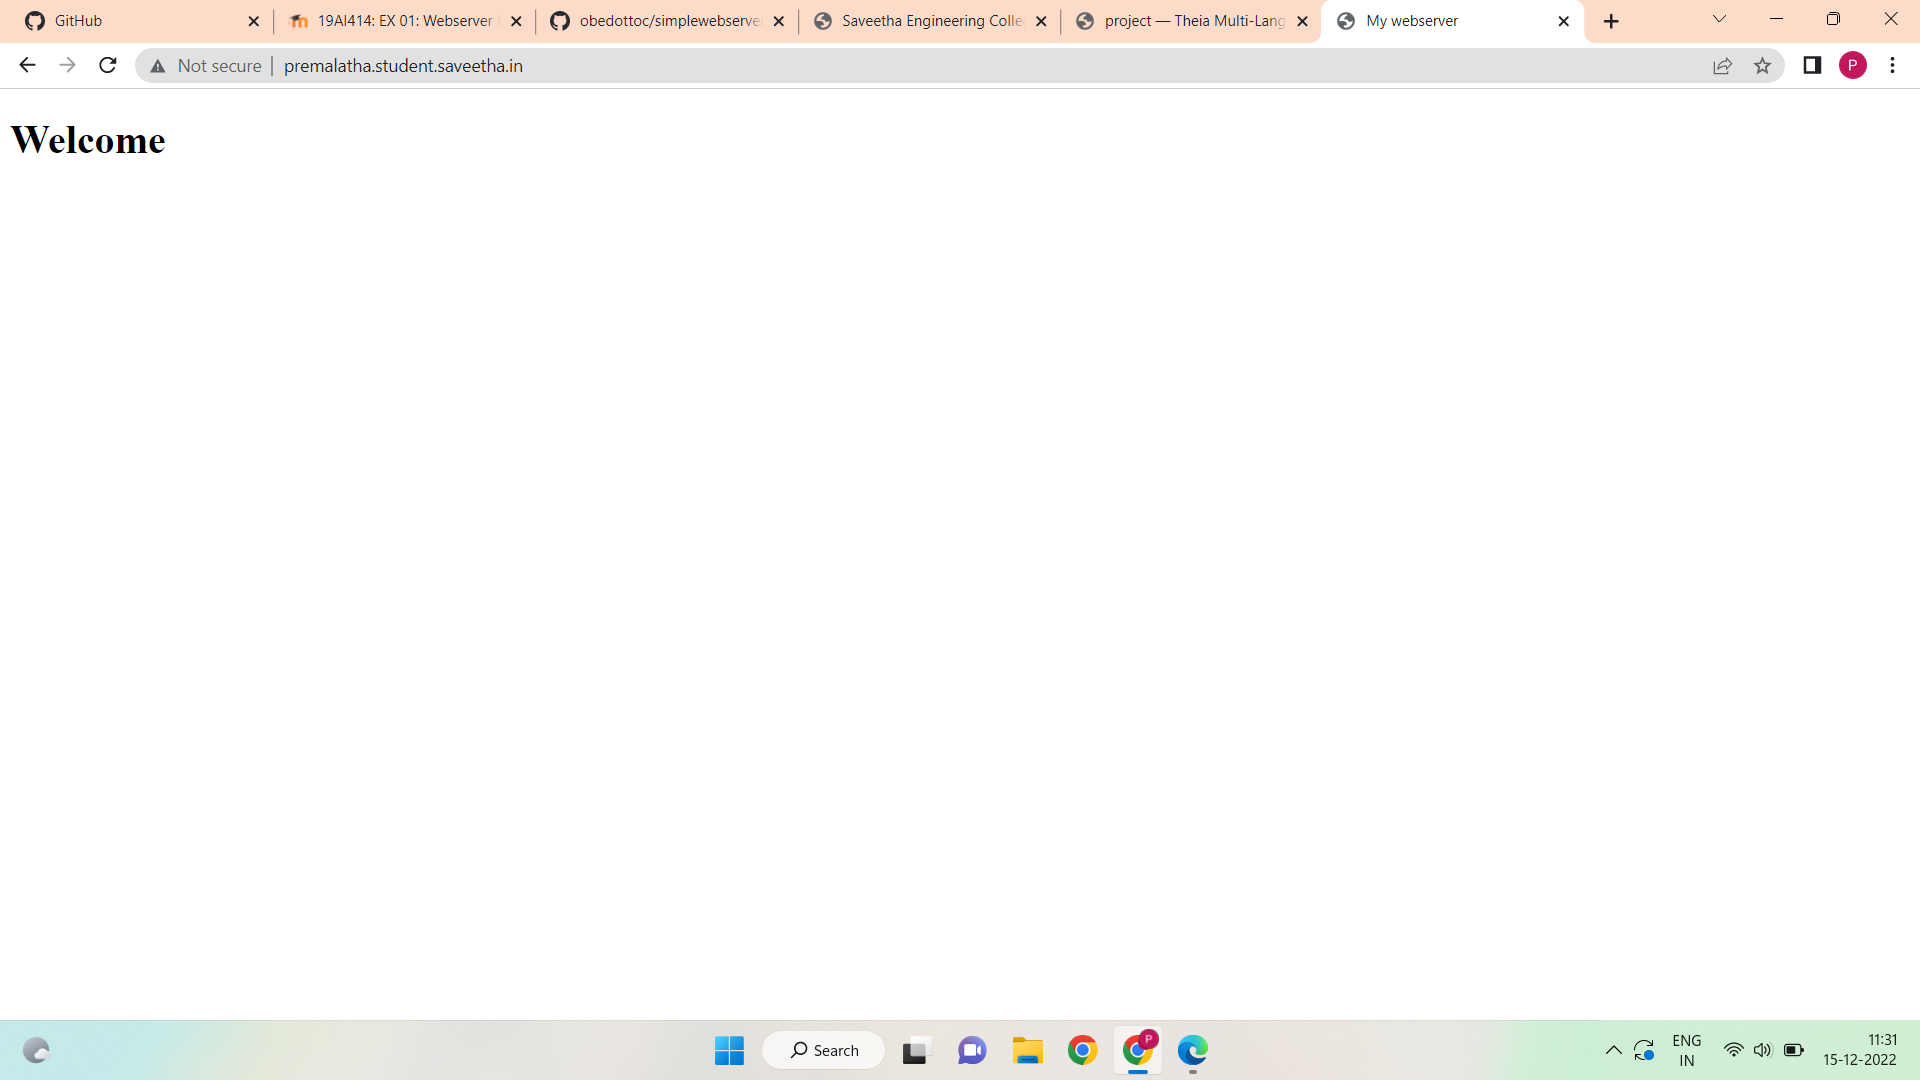 GitHub
19AI414: EX 01: Webserver
obedottoc/simplewebserve
Saveetha Engineering Colle
project — Theia Multi-Lang
My webserver
Not secure
premalatha.student.saveetha.in
P
Welcome
Search
P
ENG
IN
11:31
15-12-2022